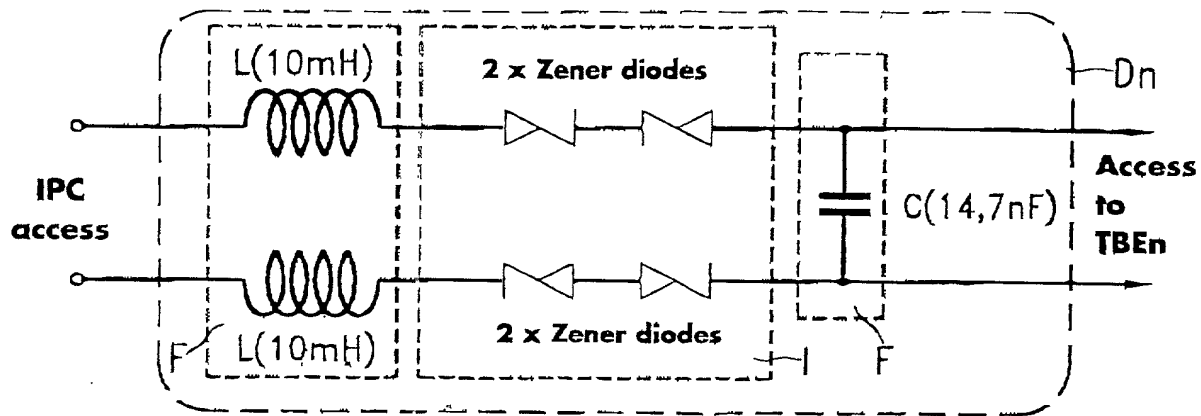 L(10mH)
2 x Zener diodes
Dn
IPC
access
C(14,7nF)
Access
to
TBEn
L(10mH)
2 x Zener diodes
F
I
F